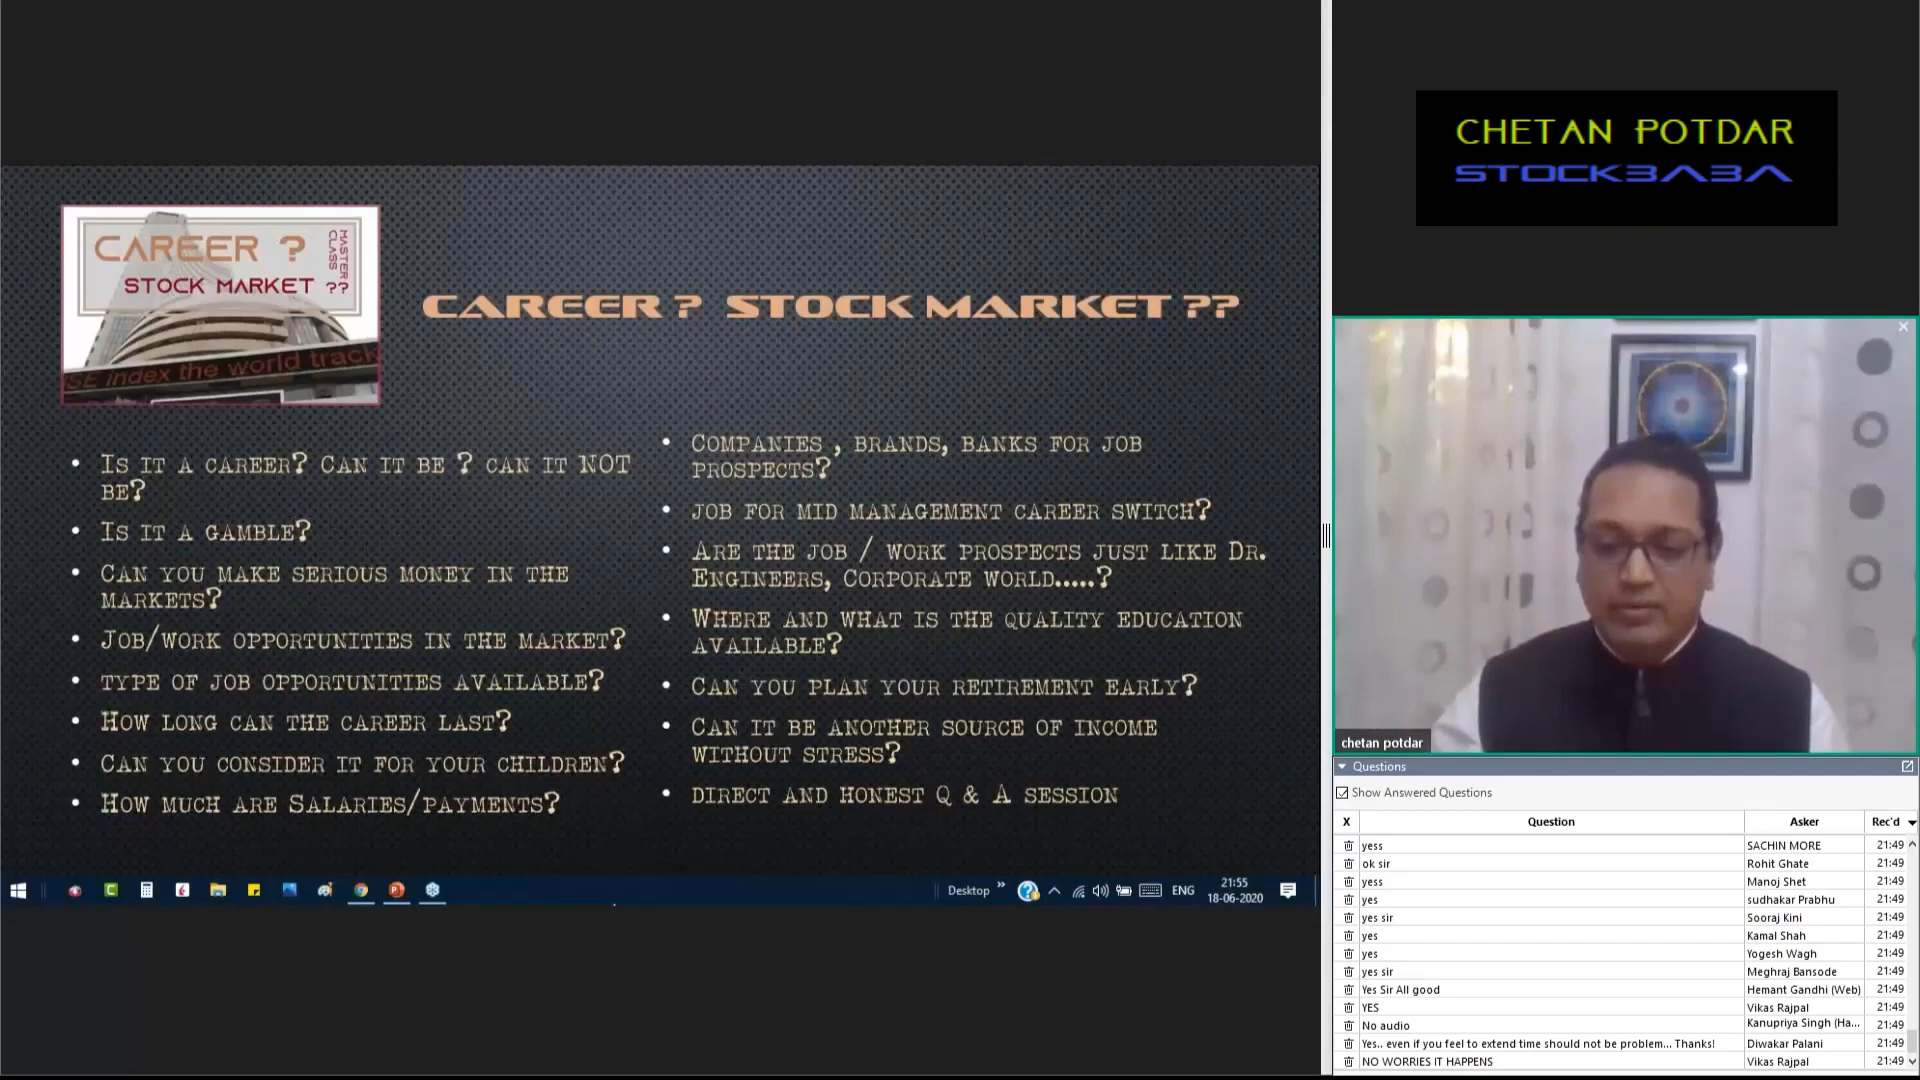 CAREER ?
STOCK MARKET ??
MASTER
CLASS
SE index the world track
CAREER ? STOCK MARKET ??
• Is it a career? Can it be ? can it NOT
be?
• Is it a gamble?
• Can you make serious money in the
markets?
• Job/work opportunities in the market?
• type of job opportunities available?
• How long can the career last?
• Can you consider it for your children?
• How much are Salaries/payments?
• Companies , brands, banks for job
prospects?
• job for mid management career switch?
• Are the job / work prospects just like Dr.
Engineers, Corporate world.....?
• Where and what is the quality education
available?
• Can you plan your retirement early?
• Can it be another source of income
without stress?
• direct and honest Q & A session
Desktop
ENG
21:55
18-06-2020
CHETAN POTDAR
STOCKBABA
chetan potdar
Questions
Show Answered Questions
X Question Asker Rec'd
yess SACHIN MORE 21:49
ok sir Rohit Ghate 21:49
yess Manoj Shet 21:49
yes sudhakar Prabhu 21:49
yes sir Sooraj Kini 21:49
yes Kamal Shah 21:49
yes Yogesh Wagh 21:49
yes sir Meghraj Bansode 21:49
Yes Sir All good Hemant Gandhi (Web) 21:49
YES Vikas Rajpal 21:49
No audio Kanupriya Singh (Ha... 21:49
Yes.. even if you feel to extend time should not be problem... Thanks! Diwakar Palani 21:49
NO WORRIES IT HAPPENS Vikas Rajpal 21:49